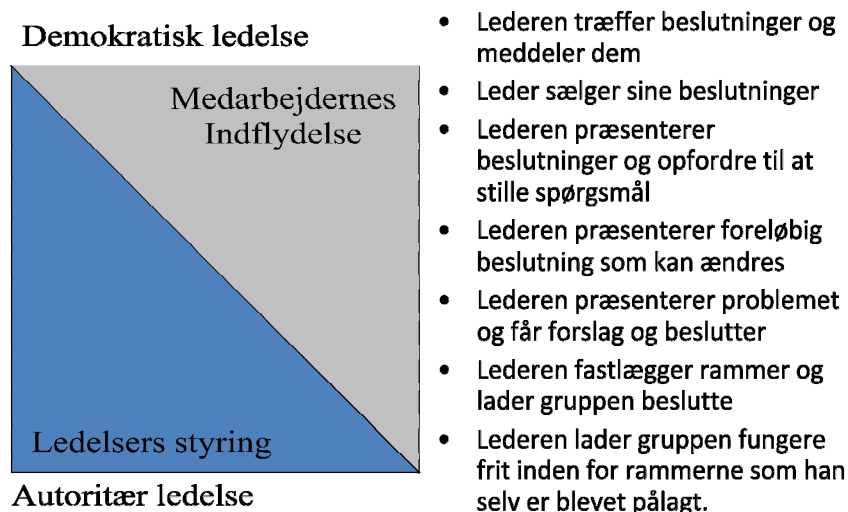 Demokratisk ledelse
Medarbejdernes
Indflydelse
Ledelsers styring
Autoritær ledelse
• Lederen træffer beslutninger og
meddeler dem
• Leder sælger sine beslutninger
• Lederen præsenterer
beslutninger og opfordre til at
stille spørgsmål
• Lederen præsenterer foreløbig
beslutning som kan ændres
• Lederen præsenterer problemet
og får forslag og beslutter
• Lederen fastlægger rammer og
lader gruppen beslutte
• Lederen lader gruppen fungere
frit inden for rammerne som han
selv er blevet pålagt.